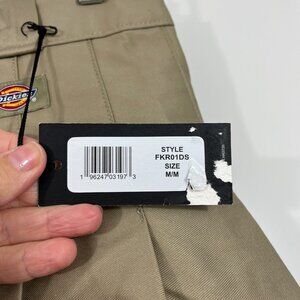 Dickies
STYLE
FKR01DS
SIZE
M/M
1 96247 03197 3